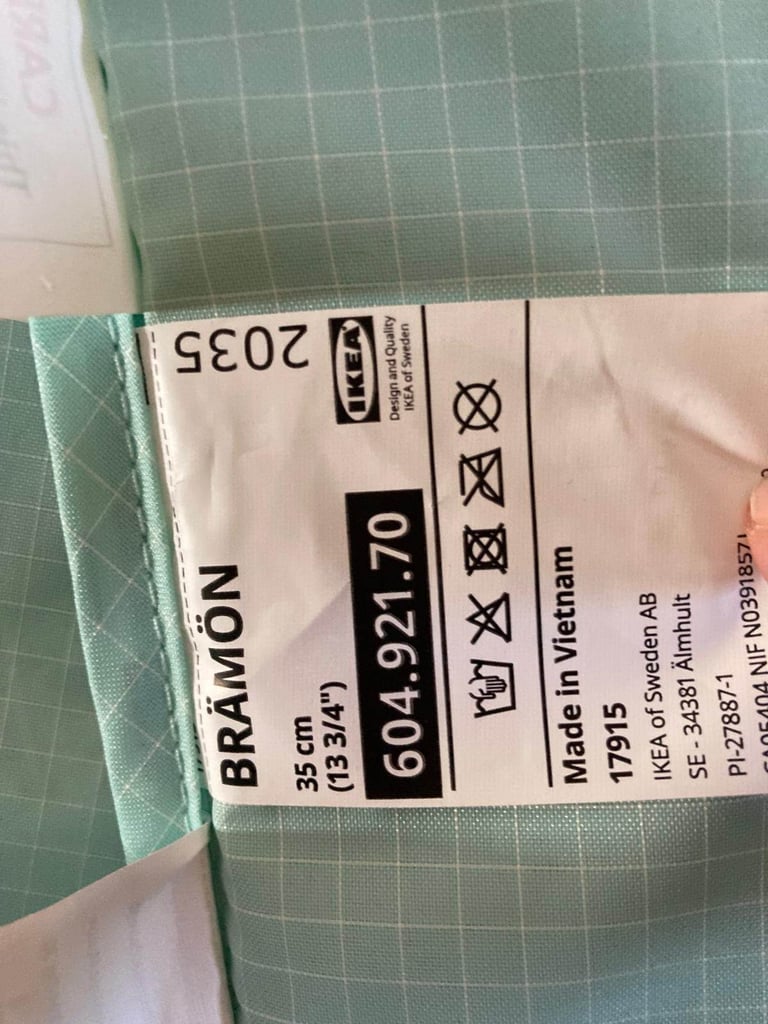 BRÄMÖN
2035
35 cm
(13 3/4")
IKEA
Design and Quality
IKEA of Sweden
604.921.70
Made in Vietnam
17915
IKEA of Sweden AB
SE - 34381 Älmhult
PI-27887-1
NIF